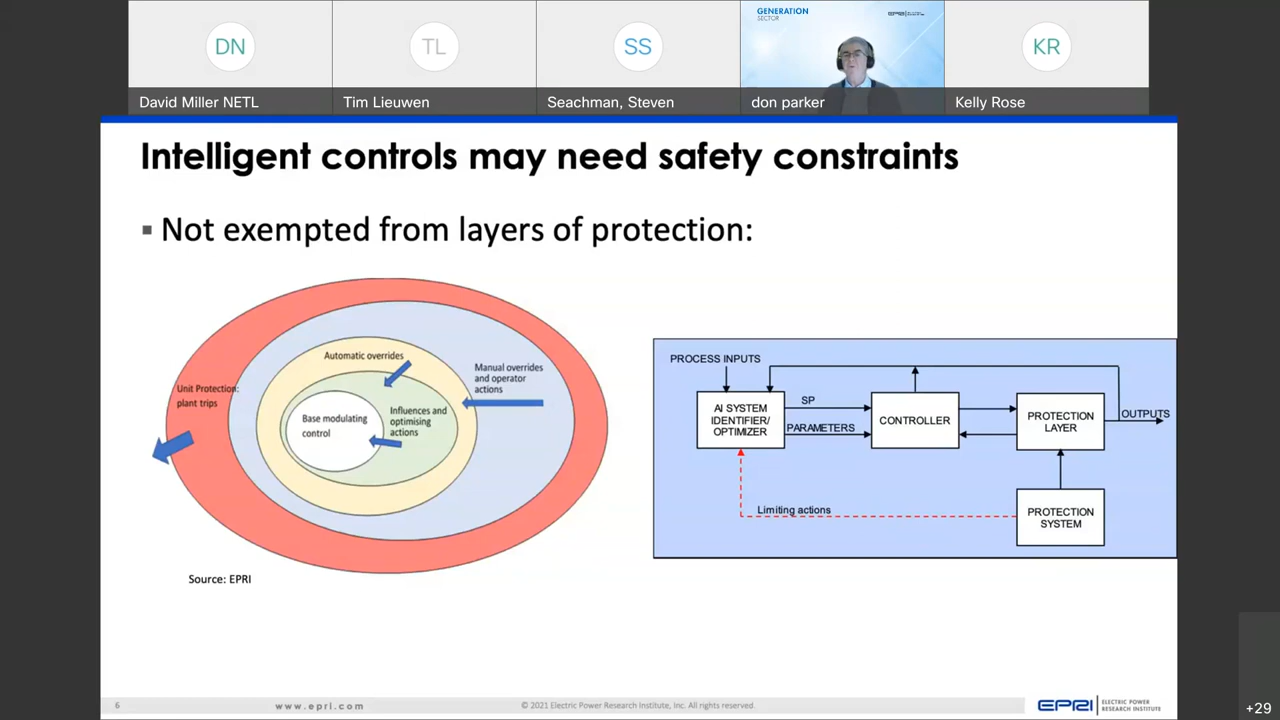 GENERATION
SECTOR
EPRI
DN
TL
SS
KR
David Miller NETL
Tim Lieuwen
Seachman, Steven
don parker
Kelly Rose
Intelligent controls may need safety constraints
Not exempted from layers of protection:
Automatic overrides
Manual overrides
and operator
actions
Unit Protection:
plant trips
Base modulating
control
Influences and
optimising
actions
Source: EPRI
PROCESS INPUTS
AI SYSTEM
IDENTIFIER/
OPTIMIZER
SP
PARAMETERS
CONTROLLER
PROTECTION
LAYER
OUTPUTS
Limiting actions
PROTECTION
SYSTEM
6
www.epri.com
© 2021 Electric Power Research Institute, Inc. All rights reserved.
EPRI
ELECTRIC POWER
RESEARCH INSTITUTE
+29